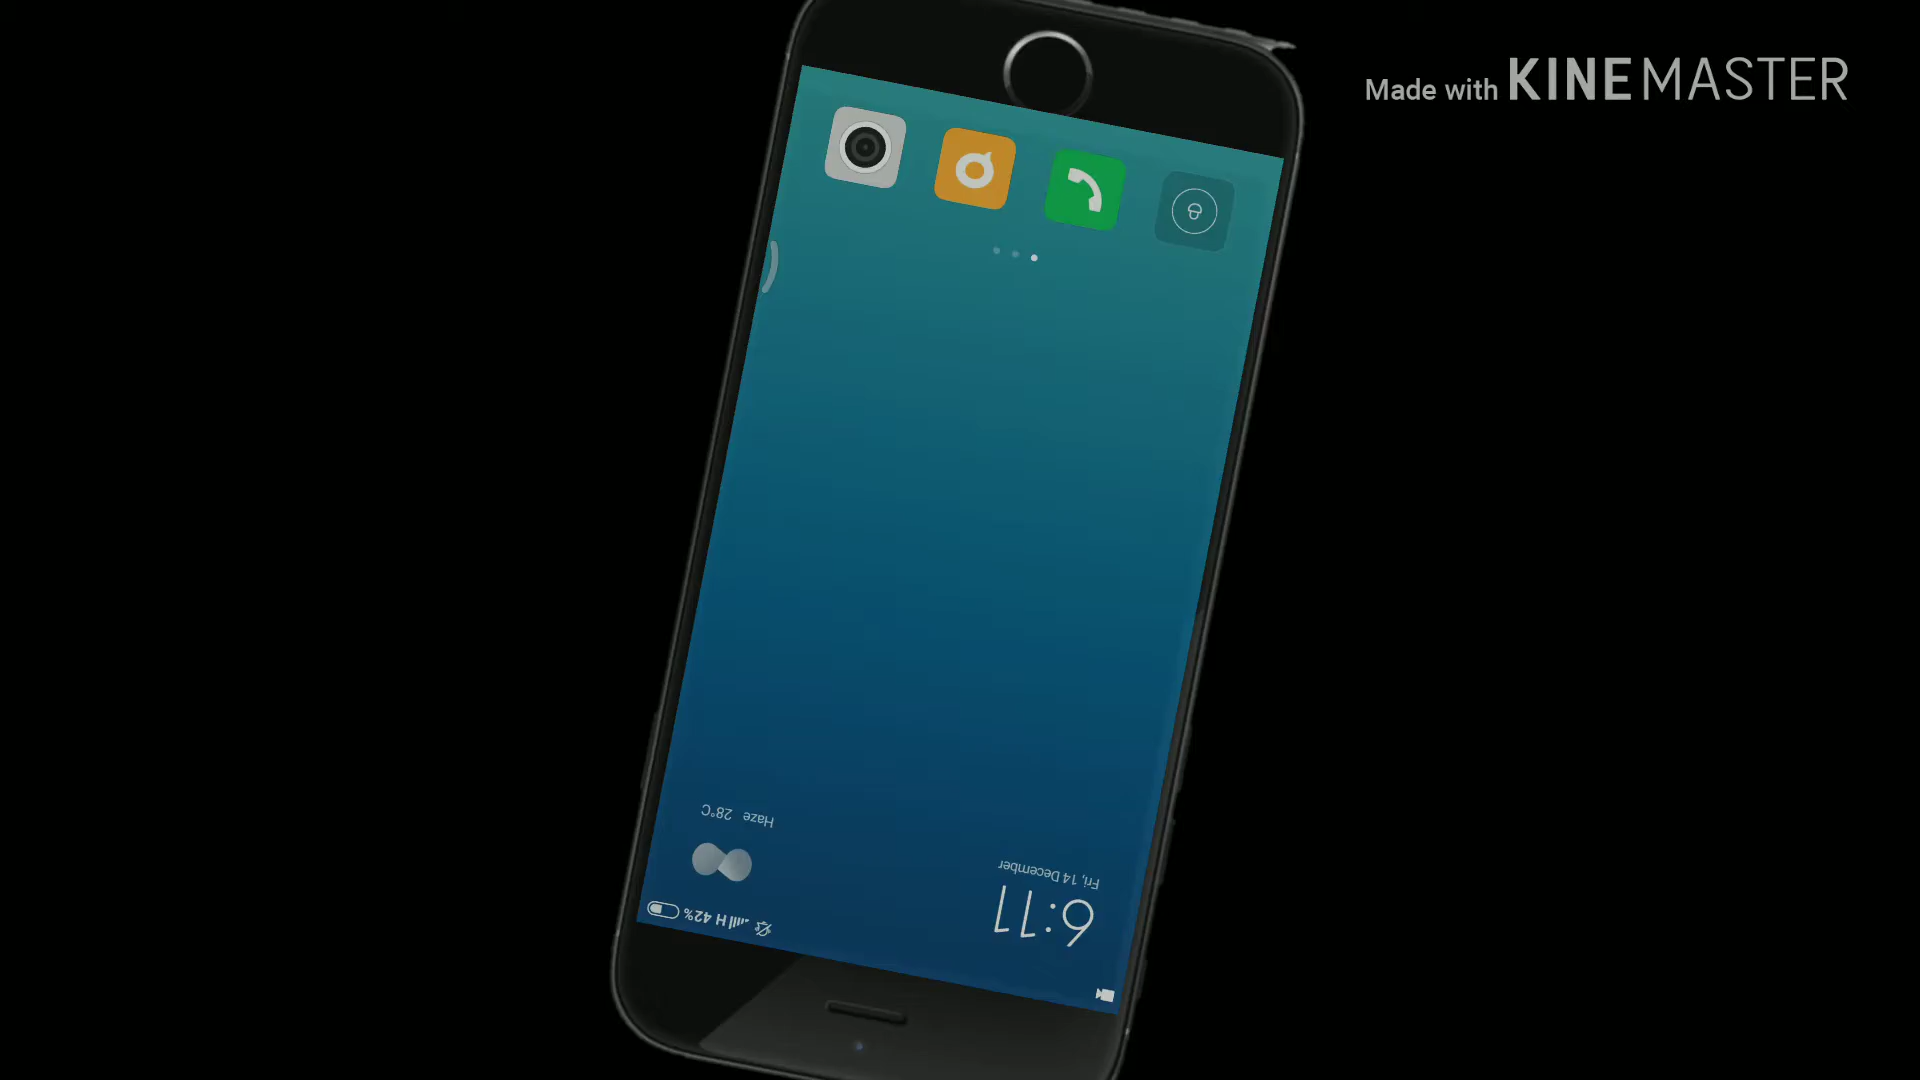 Made with KINEMASTER
H 42%
6:11
Fri, 14 December
Haze 28°C